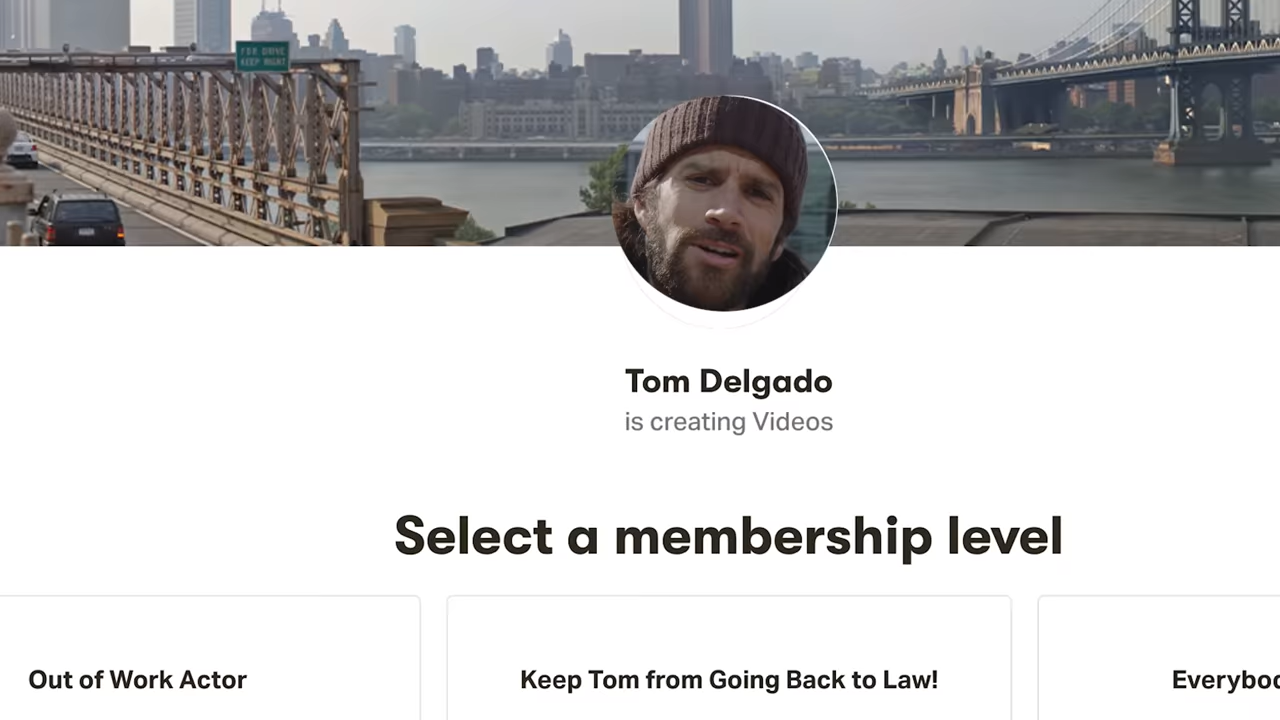 Tom Delgado
is creating Videos
Select a membership level
Out of Work Actor
Keep Tom from Going Back to Law!